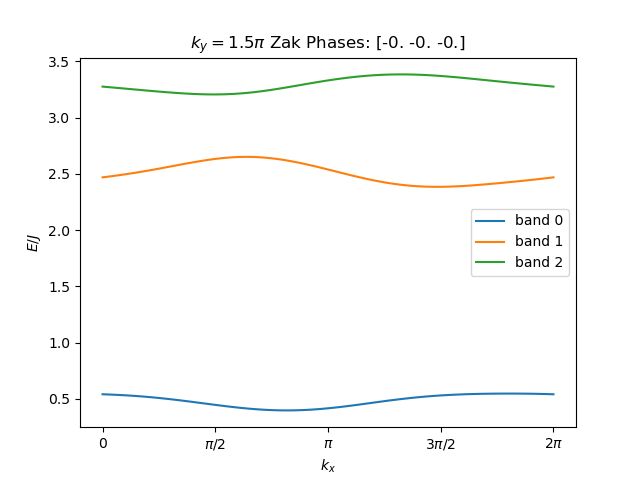 $k_y = 1.5\pi$ Zak Phases: [-0. -0. -0.]
3.5
3.0
2.5
2.0
1.5
1.0
0.5
E/J
band 0
band 1
band 2
0
π/2
π
3π/2
2π
$k_x$